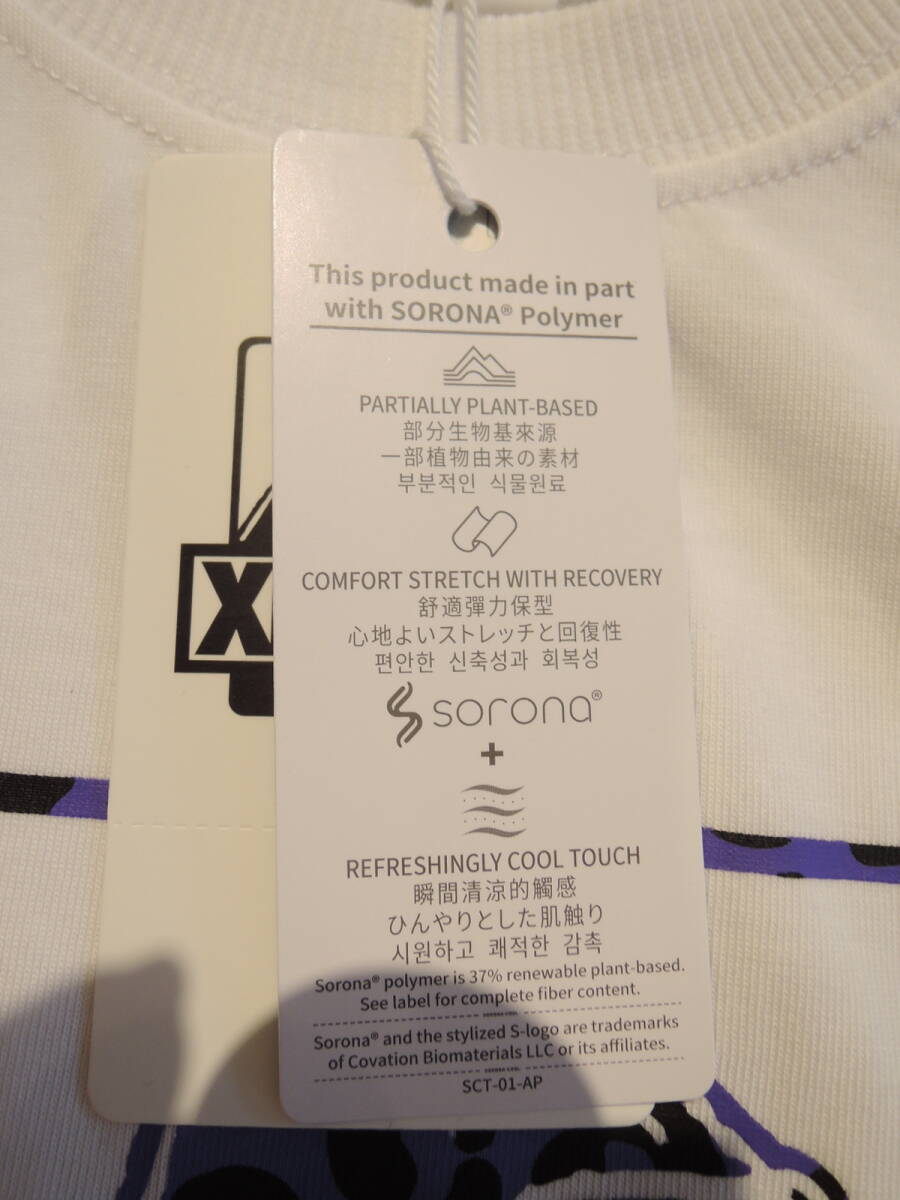 This product made in part
with SORONA® Polymer
PARTIALLY PLANT-BASED
部分生物基來源
一部植物由来の素材
부분적인 식물원료
COMFORT STRETCH WITH RECOVERY
舒適彈力保型
心地よいストレッチと回復性
편안한 신축성과 회복성
sorona®
+
REFRESHINGLY COOL TOUCH
瞬間清涼的觸感
ひんやりとした肌触り
시원하고 쾌적한 감촉
Sorona® polymer is 37% renewable plant-based.
See label for complete fiber content.
Sorona® and the stylized S-logo are trademarks
of Covation Biomaterials LLC or its affiliates.
SCT-01-AP
X